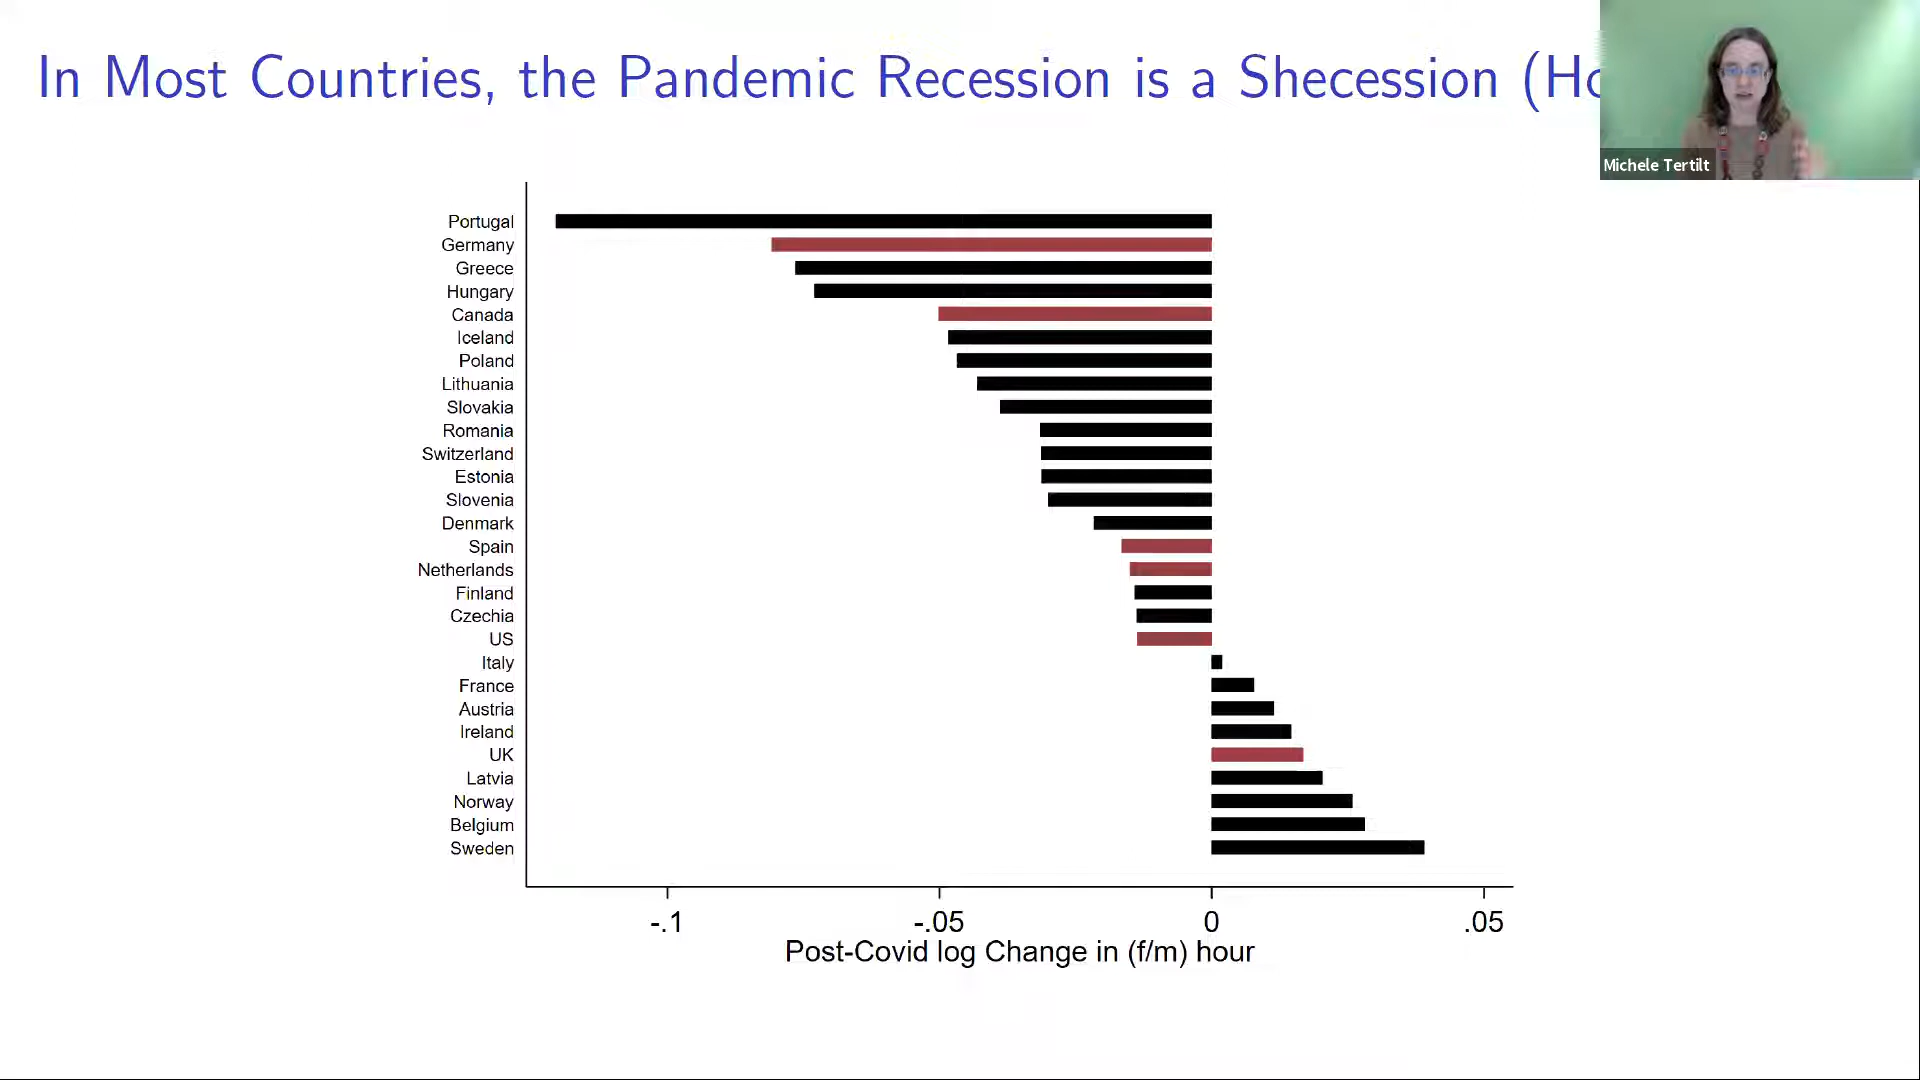 In Most Countries, the Pandemic Recession is a Shecession (Ho
Michele Tertilt
Portugal
Germany
Greece
Hungary
Canada
Iceland
Poland
Lithuania
Slovakia
Romania
Switzerland
Estonia
Slovenia
Denmark
Spain
Netherlands
Finland
Czechia
US
Italy
France
Austria
Ireland
UK
Latvia
Norway
Belgium
Sweden
-.1 -.05 0 .05
Post-Covid log Change in (f/m) hour